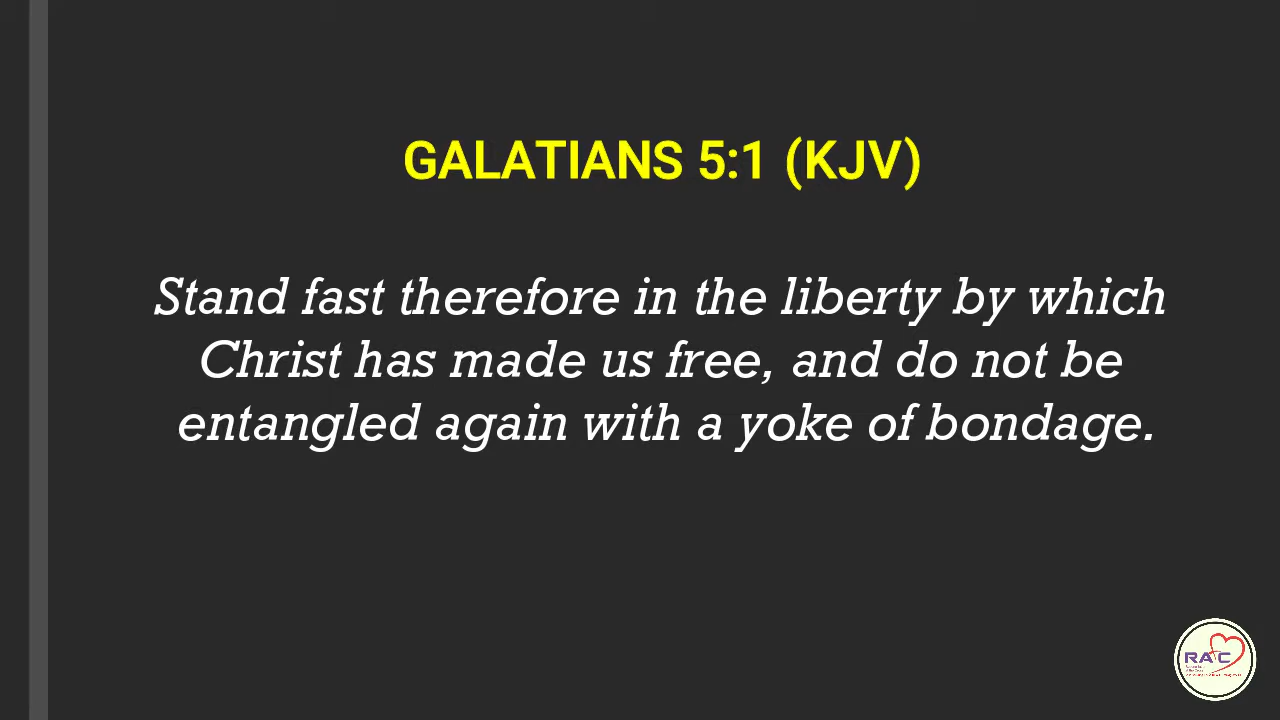 GALATIANS 5:1 (KJV)
Stand fast therefore in the liberty by which
Christ has made us free, and do not be
entangled again with a yoke of bondage.
RAFC